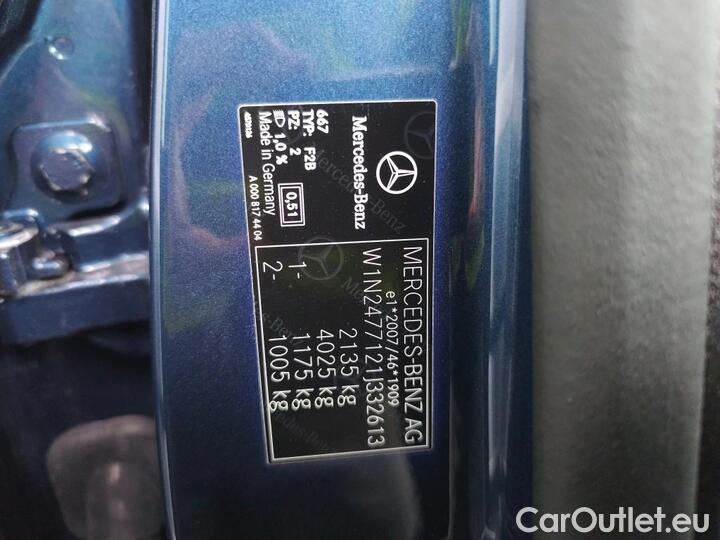 Mercedes-Benz
667
TYP: F2B
PZ: 2
1,0 %
0,51
Made in Germany
4570126
A 000 817 44 04
MERCEDES-BENZ AG
e1*2007/46*1909
W1N2477121J332613
2135 kg
4025 kg
1- 1175 kg
2- 1005 kg
CarOutlet.eu